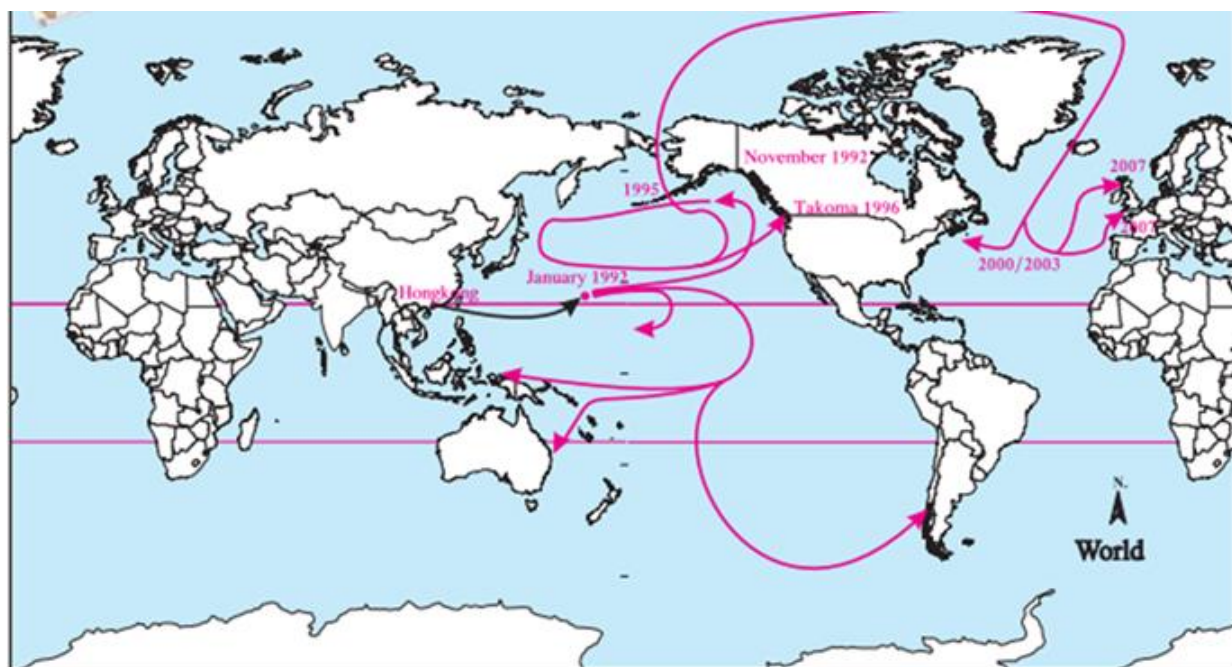 November 1992
2007
1995
Takoma 1996
2007
2000/2003
January 1992
Hongkong
N.
World